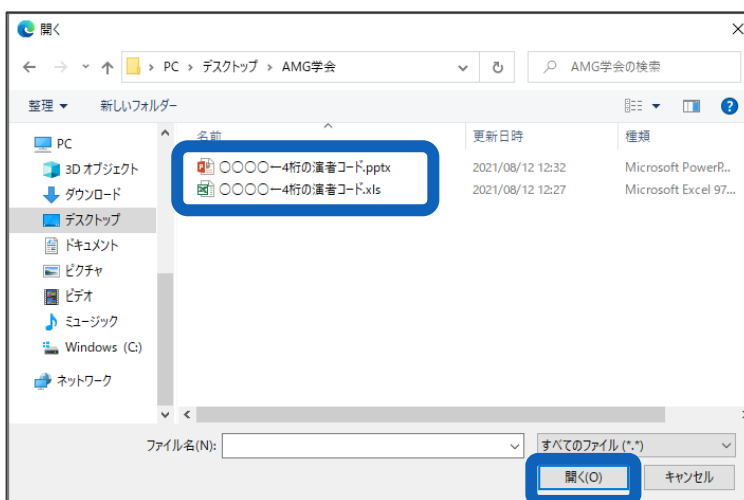 開く
PC › デスクトップ › AMG学会
AMG学会の検索
整理
新しいフォルダー
名前
更新日時
種類
〇〇〇〇←4桁の演者コード.pptx
2021/08/12 12:32
Microsoft PowerP...
〇〇〇〇←4桁の演者コード.xls
2021/08/12 12:27
Microsoft Excel 97...
PC
3D オブジェクト
ダウンロード
デスクトップ
ドキュメント
ピクチャ
ビデオ
ミュージック
Windows (C:)
ネットワーク
ファイル名(N):
すべてのファイル (*.*)
開く(O)
キャンセル